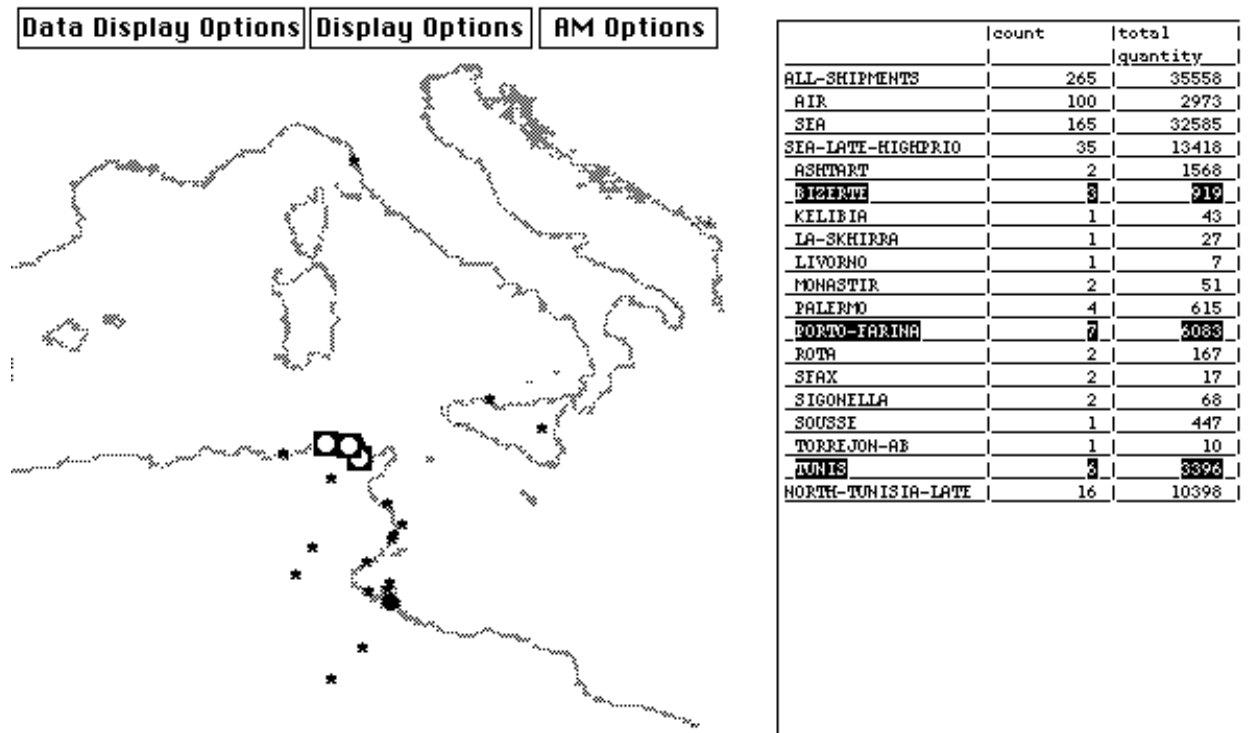 Data Display Options Display Options AM Options
count total
quantity
ALL-SHIPMENTS 265 35558
AIR 100 2973
SEA 165 32585
SEA-LATE-HIGHPRIO 35 13418
ASHTART 2 1568
BIZERTE 3 919
KELIBIA 1 43
LA-SKHIRRA 1 27
LIVORNO 1 7
MONASTIR 2 51
PALERMO 4 615
PORTO-FARINA 7 6083
ROTA 2 167
SFAX 2 17
SIGONELLA 2 68
SOUSSE 1 447
TORREJON-AB 1 10
TUNIS 6 3396
NORTH-TUNISIA-LATE 16 10398